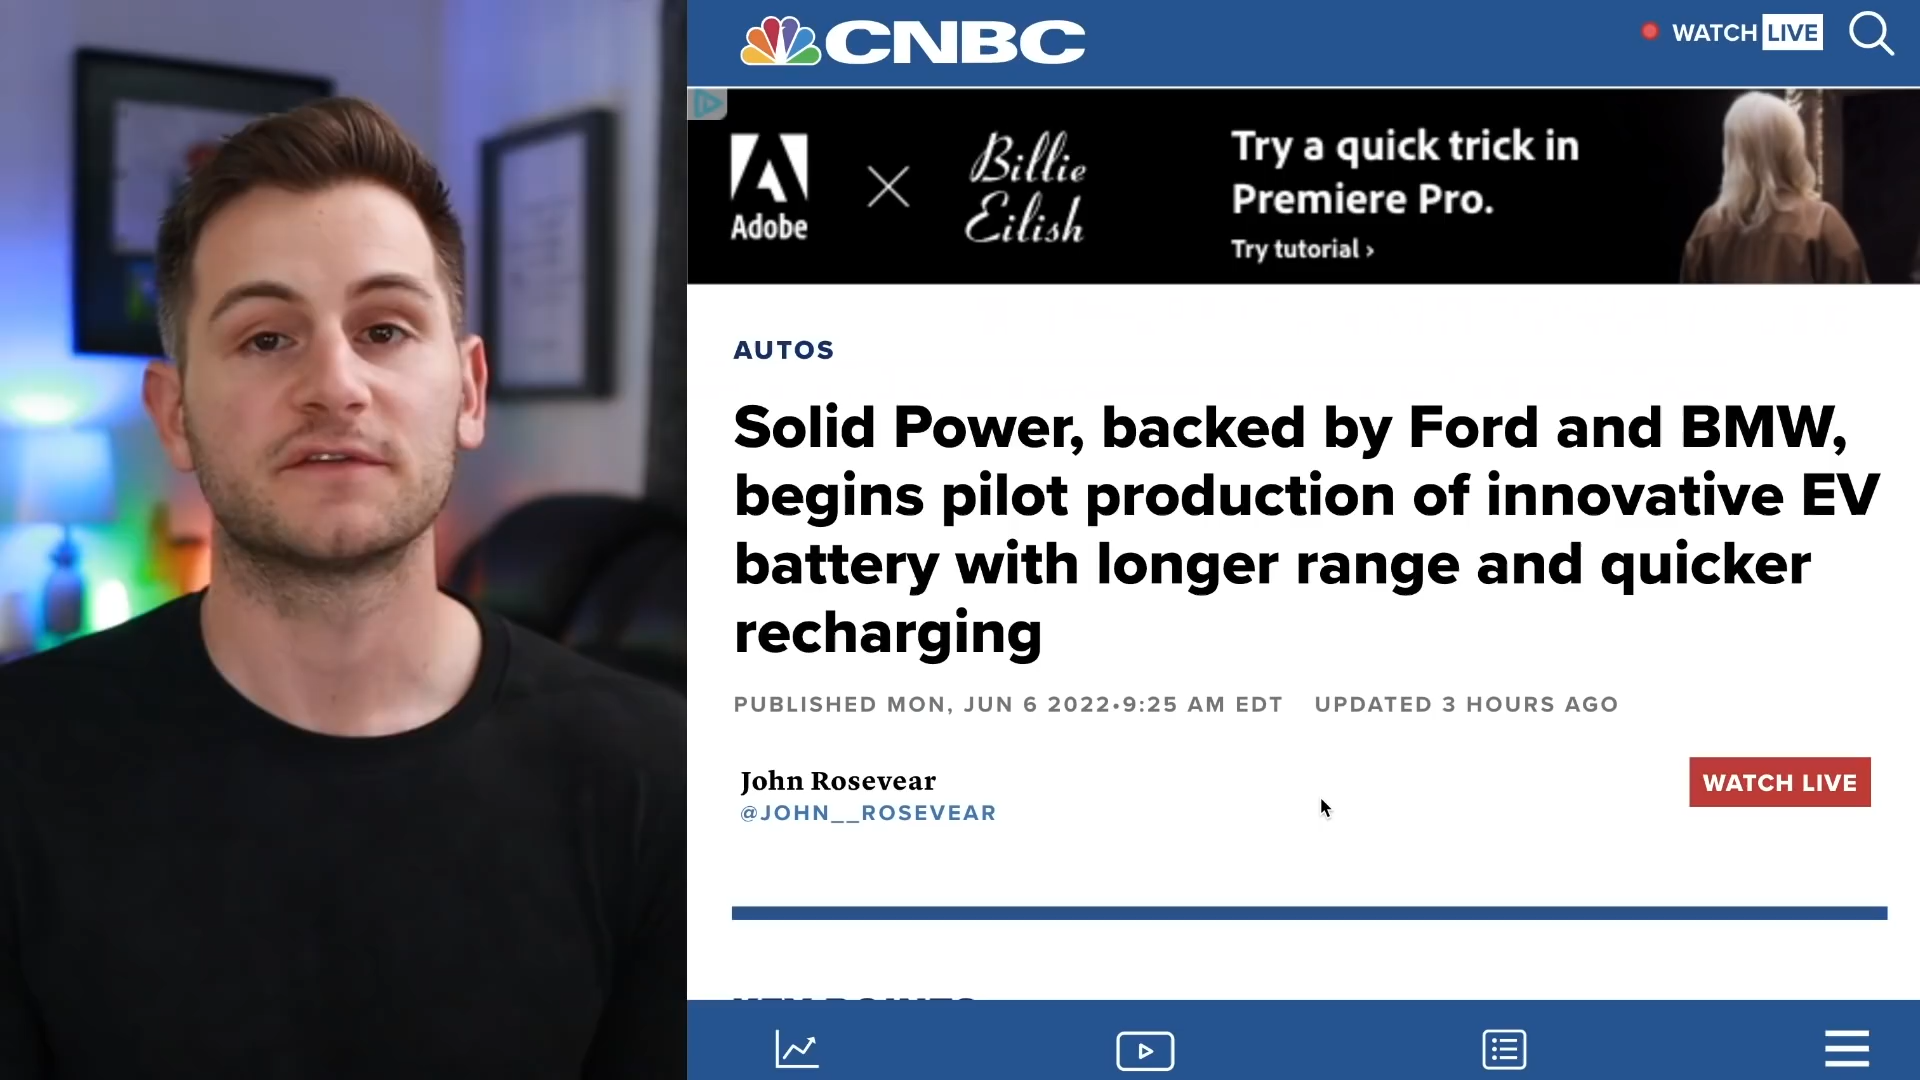 CNBC
WATCH LIVE
Adobe
Billie
Eilish
Try a quick trick in
Premiere Pro.
Try tutorial ›
AUTOS
Solid Power, backed by Ford and BMW,
begins pilot production of innovative EV
battery with longer range and quicker
recharging
PUBLISHED MON, JUN 6 2022•9:25 AM EDT UPDATED 3 HOURS AGO
John Rosevear
@JOHN__ROSEVEAR
WATCH LIVE